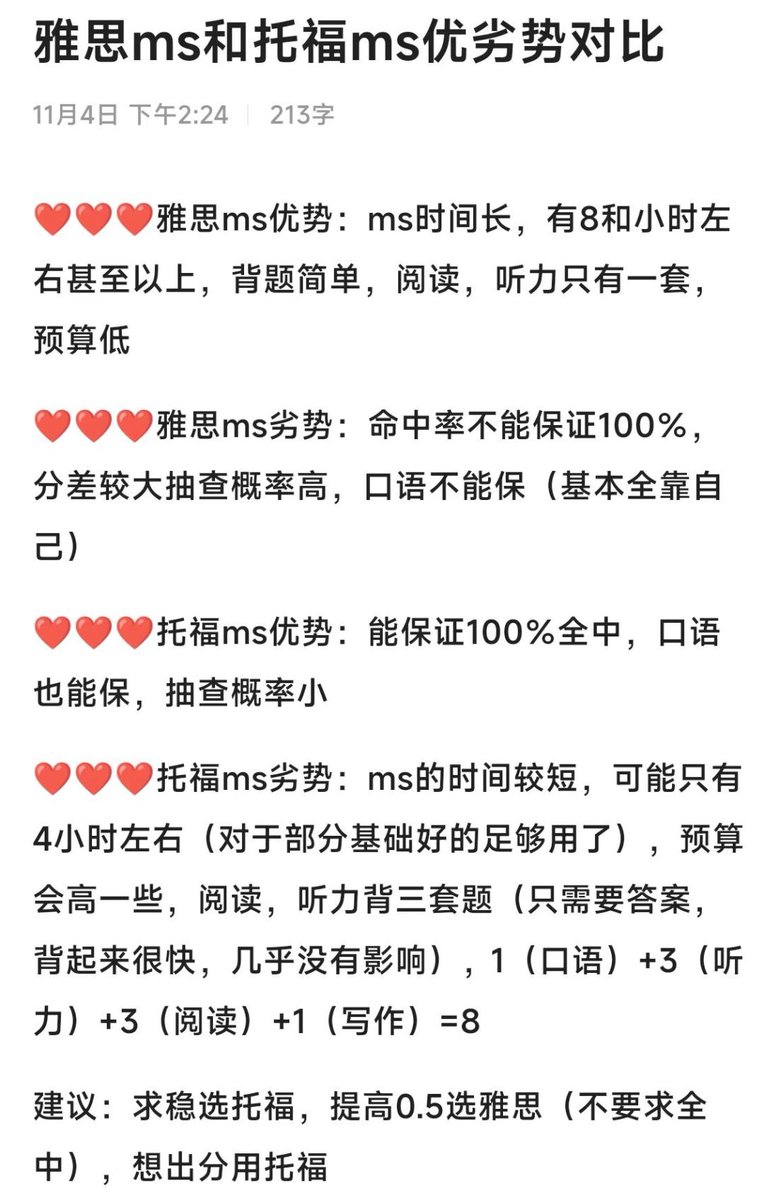 雅思ms和托福ms优劣势对比
11月4日 下午2:24 | 213字
❤️❤️❤️雅思ms优势：ms时间长，有8和小时左
右甚至以上，背题简单，阅读，听力只有一套，
预算低
❤️❤️❤️雅思ms劣势：命中率不能保证100%，
分差较大抽查概率高，口语不能保（基本全靠自
己）
❤️❤️❤️托福ms优势：能保证100%全中，口语
也能保，抽查概率小
❤️❤️❤️托福ms劣势：ms的时间较短，可能只有
4小时左右（对于部分基础好的足够用了），预算
会高一些，阅读，听力背三套题（只需要答案，
背起来很快，几乎没有影响），1（口语）+3（听
力）+3（阅读）+1（写作）=8
建议：求稳选托福，提高0.5选雅思（不要求全
中），想出分用托福